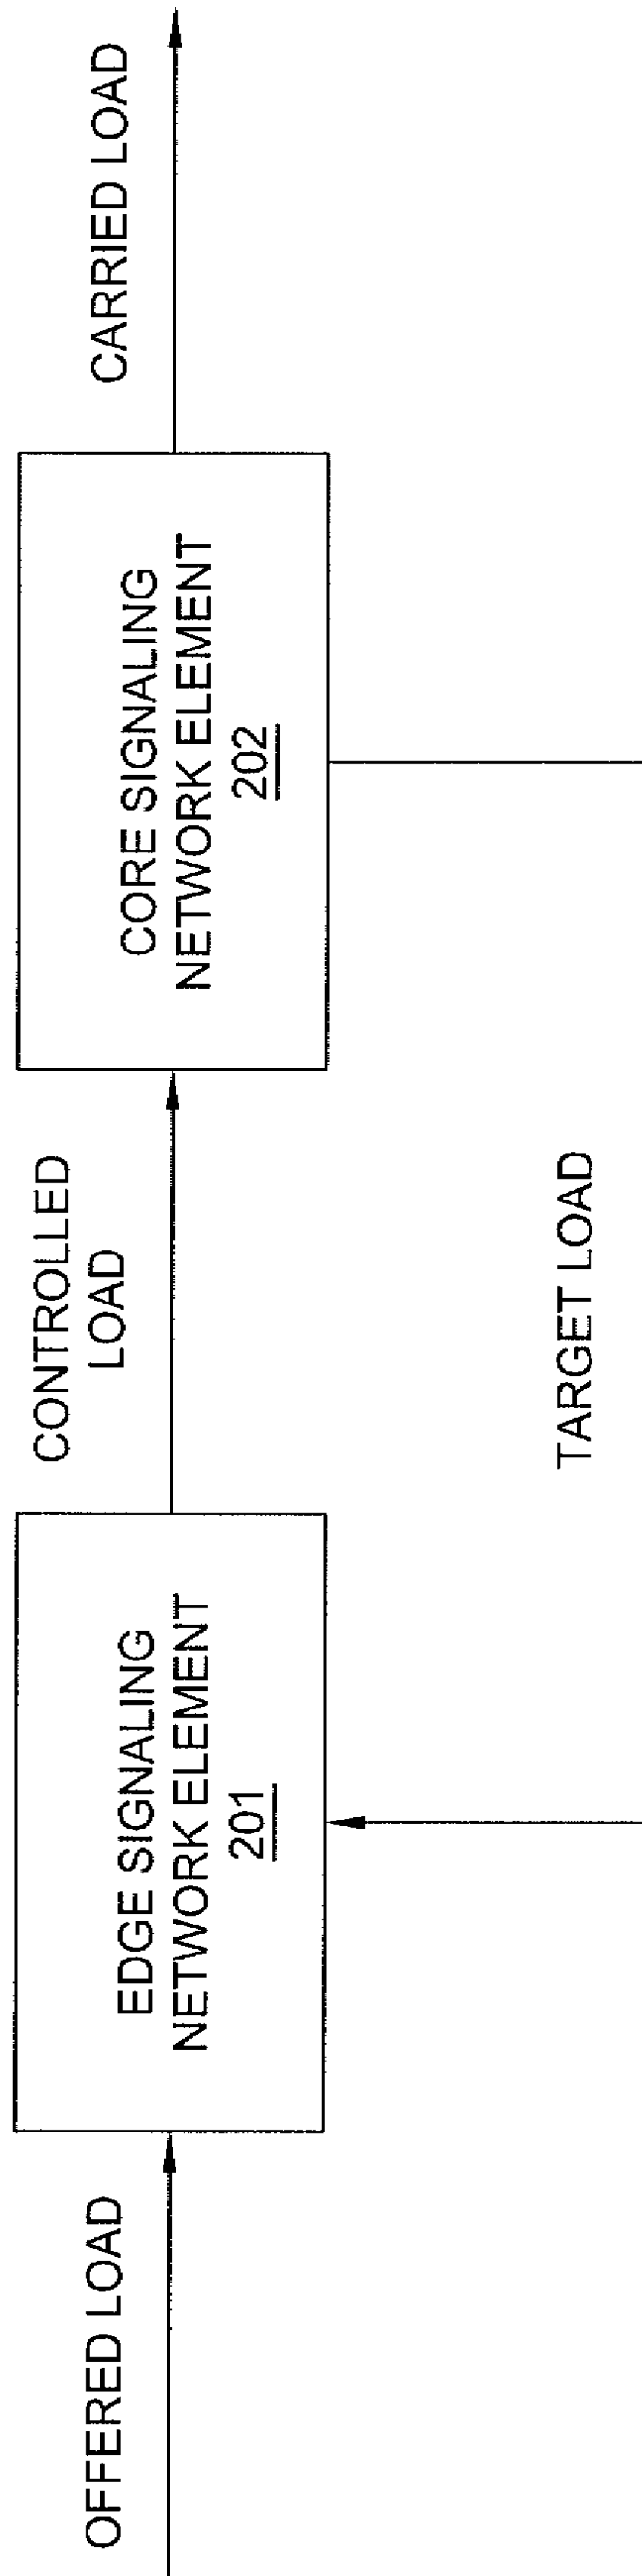 OFFERED LOAD
EDGE SIGNALING
NETWORK ELEMENT
201
CONTROLLED
LOAD
CORE SIGNALING
NETWORK ELEMENT
202
CARRIED LOAD
TARGET LOAD